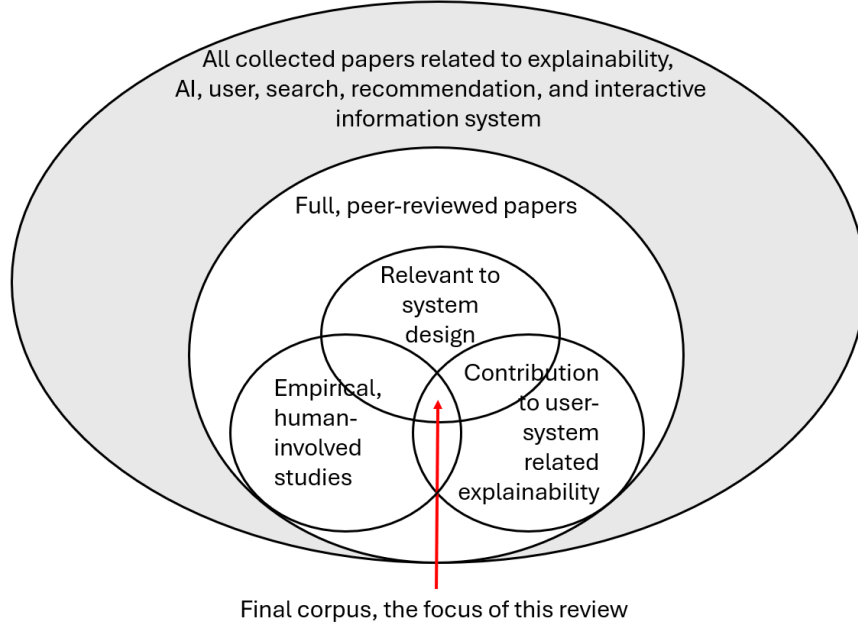 All collected papers related to explainability,
AI, user, search, recommendation, and interactive
information system
Full, peer-reviewed papers
Relevant to
system
design
Empirical,
human-
involved
studies
Contribution
to user-
system
related
explainability
Final corpus, the focus of this review